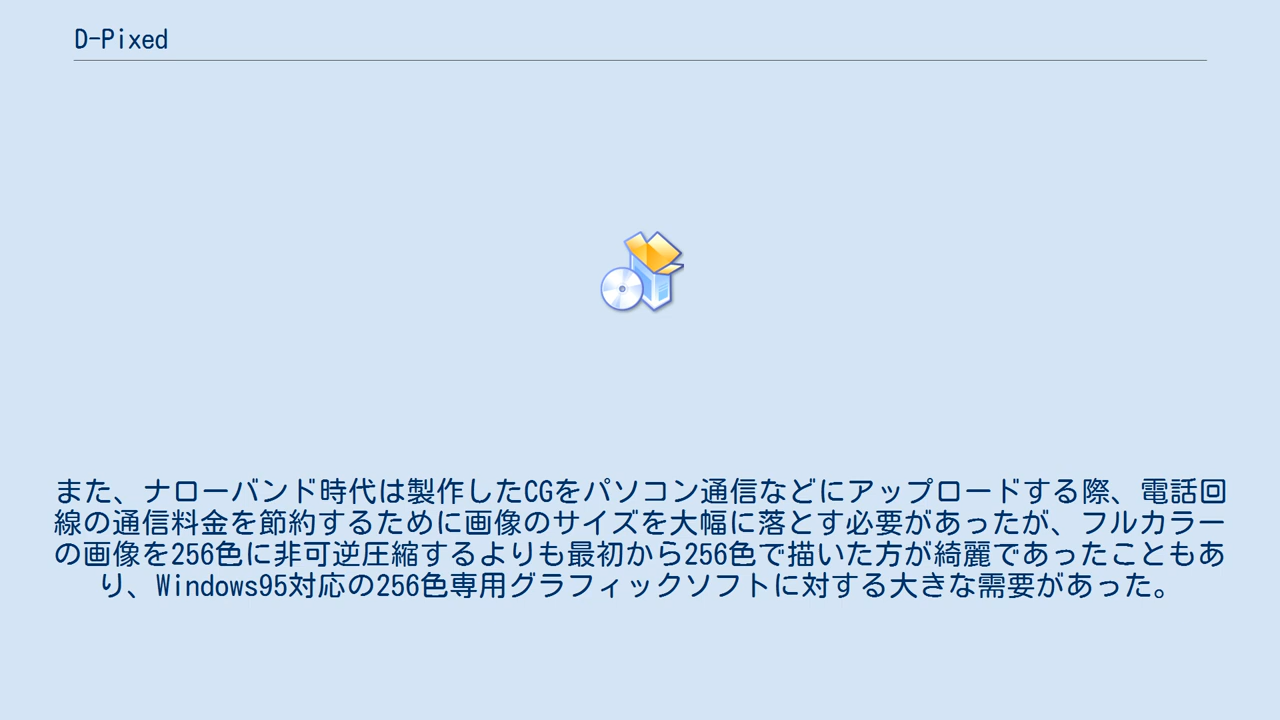 D-Pixed
また、ナローバンド時代は製作したCGをパソコン通信などにアップロードする際、電話回
線の通信料金を節約するために画像のサイズを大幅に落とす必要があったが、フルカラー
の画像を256色に非可逆圧縮するよりも最初から256色で描いた方が綺麗であったこともあ
り、Windows95対応の256色専用グラフィックソフトに対する大きな需要があった。